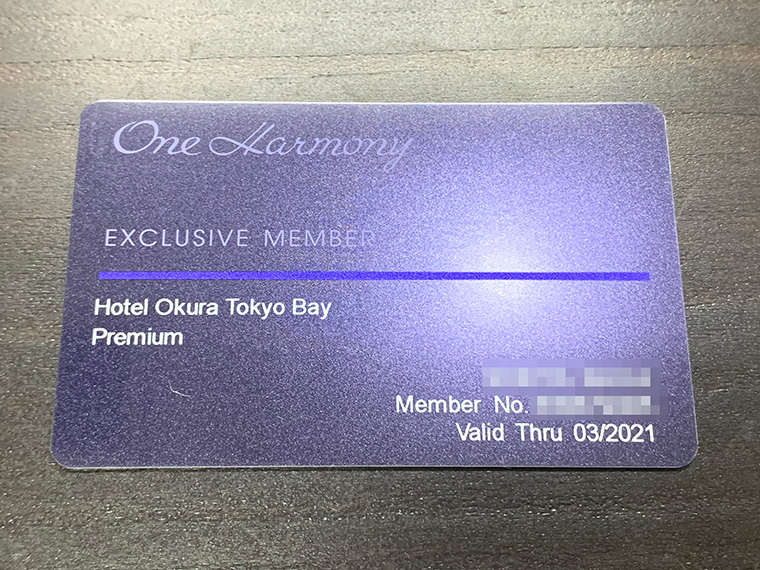 One Harmony
EXCLUSIVE MEMBER
Hotel Okura Tokyo Bay
Premium
Member No.
Valid Thru 03/2021